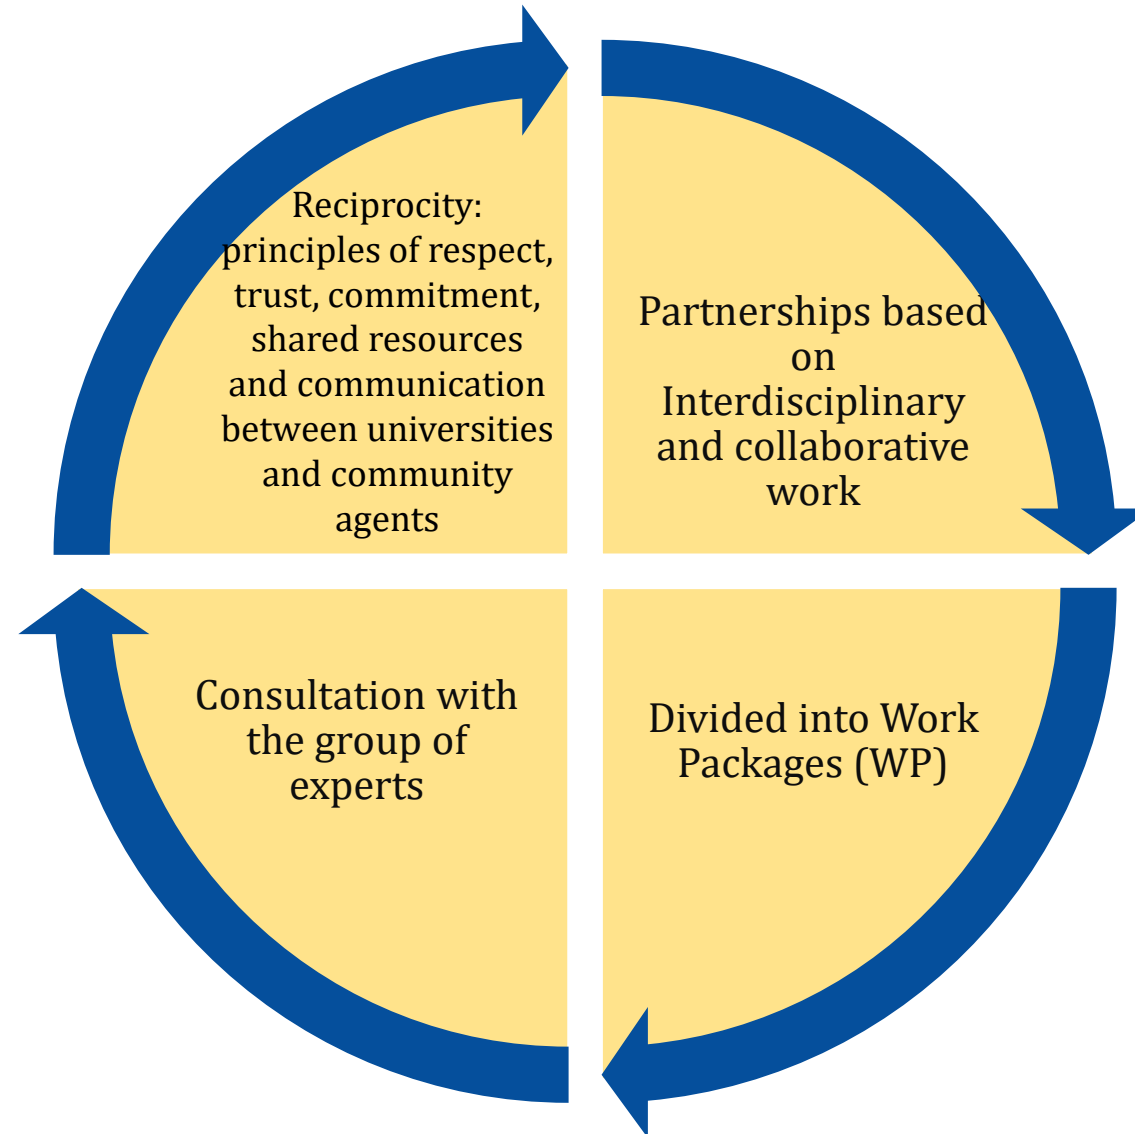 Reciprocity:
principles of respect,
trust, commitment,
shared resources
and communication
between universities
and community
agents
Partnerships based
on
Interdisciplinary
and collaborative
work
Consultation with
the group of
experts
Divided into Work
Packages (WP)